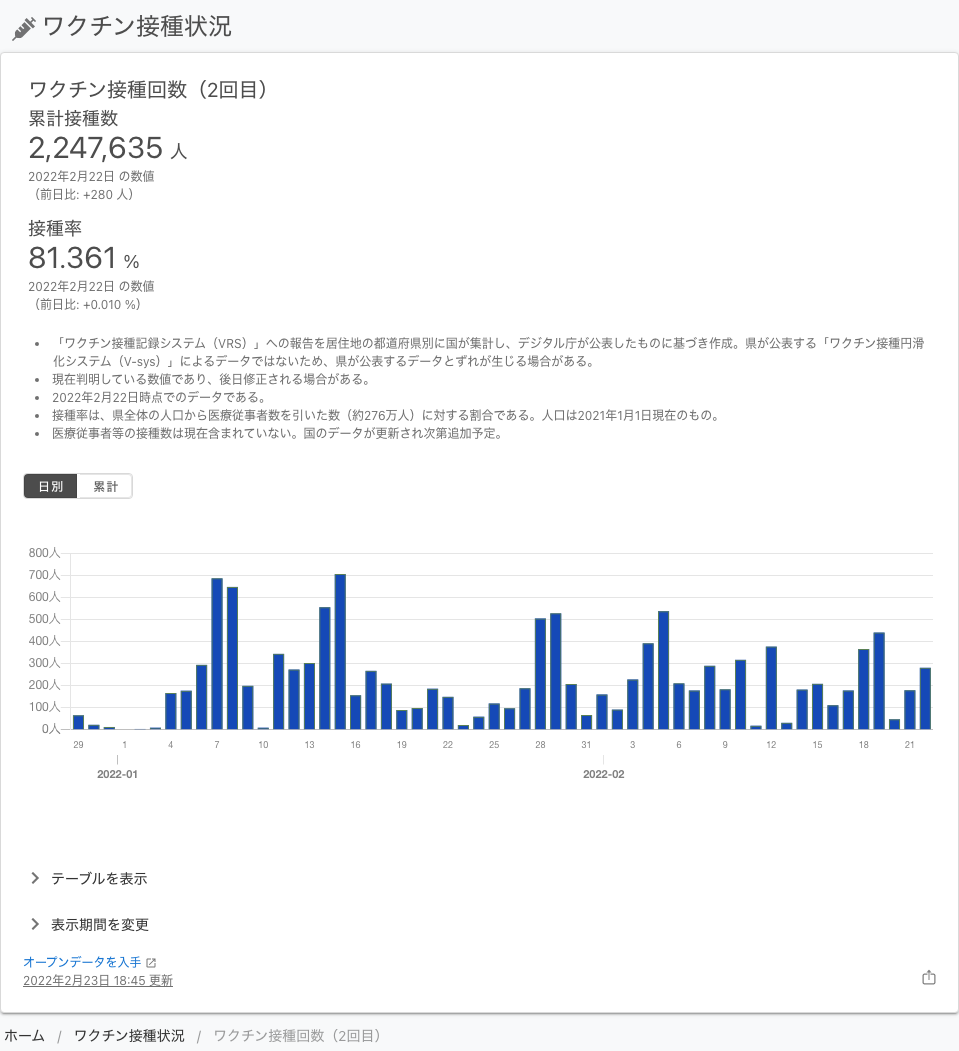 ワクチン接種状況
ワクチン接種回数（2回目）
累計接種数
2,247,635 人
2022年2月22日 の数値
（前日比: +280 人）
接種率
81.361 %
2022年2月22日 の数値
（前日比: +0.010 %）
• 「ワクチン接種記録システム（VRS）」への報告を居住地の都道府県別に国が集計し、デジタル庁が公表したものに基づき作成。県が公表する「ワクチン接種円滑
化システム（V-sys）」によるデータではないため、県が公表するデータとずれが生じる場合がある。
• 現在判明している数値であり、後日修正される場合がある。
• 2022年2月22日時点でのデータである。
• 接種率は、県全体の人口から医療従事者数を引いた数（約276万人）に対する割合である。人口は2021年1月1日現在のもの。
• 医療従事者等の接種数は現在含まれていない。国のデータが更新され次第追加予定。
日別 累計
800人
700人
600人
500人
400人
300人
200人
100人
0人
29 1 4 7 10 13 16 19 22 25 28 31 3 6 9 12 15 18 21
2022-01 2022-02
テーブルを表示
表示期間を変更
オープンデータを入手
2022年2月23日 18:45 更新
ホーム / ワクチン接種状況 / ワクチン接種回数（2回目）